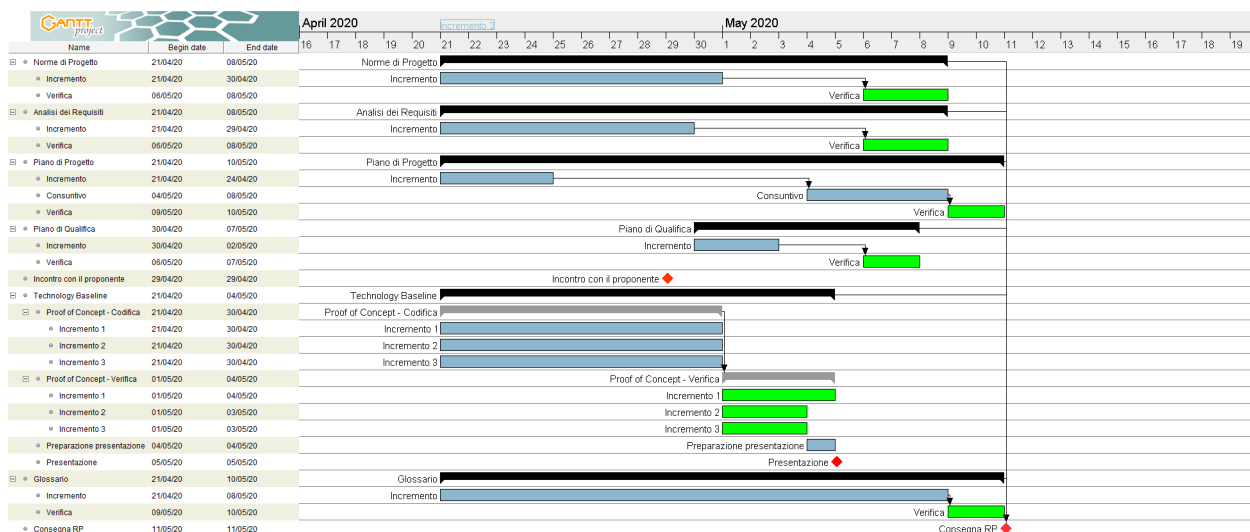 GANTT project
April 2020
Incremento 3
May 2020
Name Begin date End date
16 17 18 19 20 21 22 23 24 25 26 27 28 29 30 1 2 3 4 5 6 7 8 9 10 11 12 13 14 15 16 17 18 19
Norme di Progetto 21/04/20 08/05/20 Norme di Progetto
Incremento 21/04/20 30/04/20 Incremento
Verifica 06/05/20 08/05/20 Verifica
Analisi dei Requisiti 21/04/20 08/05/20 Analisi dei Requisiti
Incremento 21/04/20 29/04/20 Incremento
Verifica 06/05/20 08/05/20 Verifica
Piano di Progetto 21/04/20 10/05/20 Piano di Progetto
Incremento 21/04/20 24/04/20 Incremento
Consuntivo 04/05/20 08/05/20 Consuntivo
Verifica 09/05/20 10/05/20 Verifica
Piano di Qualifica 30/04/20 07/05/20 Piano di Qualifica
Incremento 30/04/20 02/05/20 Incremento
Verifica 06/05/20 07/05/20 Verifica
Incontro con il proponente 29/04/20 29/04/20 Incontro con il proponente
Technology Baseline 21/04/20 04/05/20 Technology Baseline
Proof of Concept - Codifica 21/04/20 30/04/20 Proof of Concept - Codifica
Incremento 1 21/04/20 30/04/20 Incremento 1
Incremento 2 21/04/20 30/04/20 Incremento 2
Incremento 3 21/04/20 30/04/20 Incremento 3
Proof of Concept - Verifica 01/05/20 04/05/20 Proof of Concept - Verifica
Incremento 1 01/05/20 04/05/20 Incremento 1
Incremento 2 01/05/20 03/05/20 Incremento 2
Incremento 3 01/05/20 03/05/20 Incremento 3
Preparazione presentazione 04/05/20 04/05/20 Preparazione presentazione
Presentazione 05/05/20 05/05/20 Presentazione
Glossario 21/04/20 10/05/20 Glossario
Incremento 21/04/20 08/05/20 Incremento
Verifica 09/05/20 10/05/20 Verifica
Consegna RP 11/05/20 11/05/20 Consegna RP